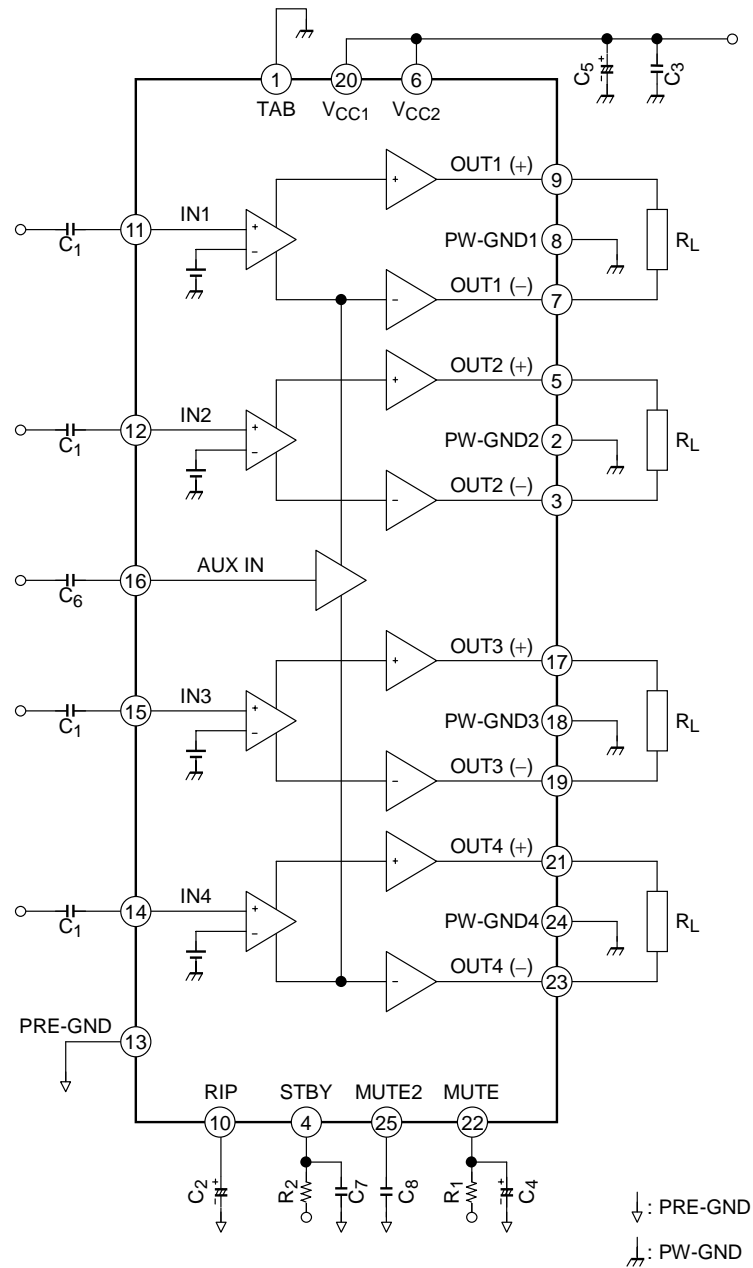 C5 + - C3
1 20 6
TAB VCC1 VCC2
OUT1 (+) 9
C1 11 IN1 + - +
PW-GND1 8 RL
OUT1 (−) 7
-
OUT2 (+) 5
C1 12 IN2 + - +
PW-GND2 2 RL
OUT2 (−) 3
-
C6 16 AUX IN
OUT3 (+) 17
C1 15 IN3 + - +
PW-GND3 18 RL
OUT3 (−) 19
-
OUT4 (+) 21
C1 14 IN4 + - +
PW-GND4 24 RL
OUT4 (−) 23
-
PRE-GND 13
RIP STBY MUTE2 MUTE
10 4 25 22
C2 + - R2 C7 C8 R1 + - C4
: PRE-GND
: PW-GND